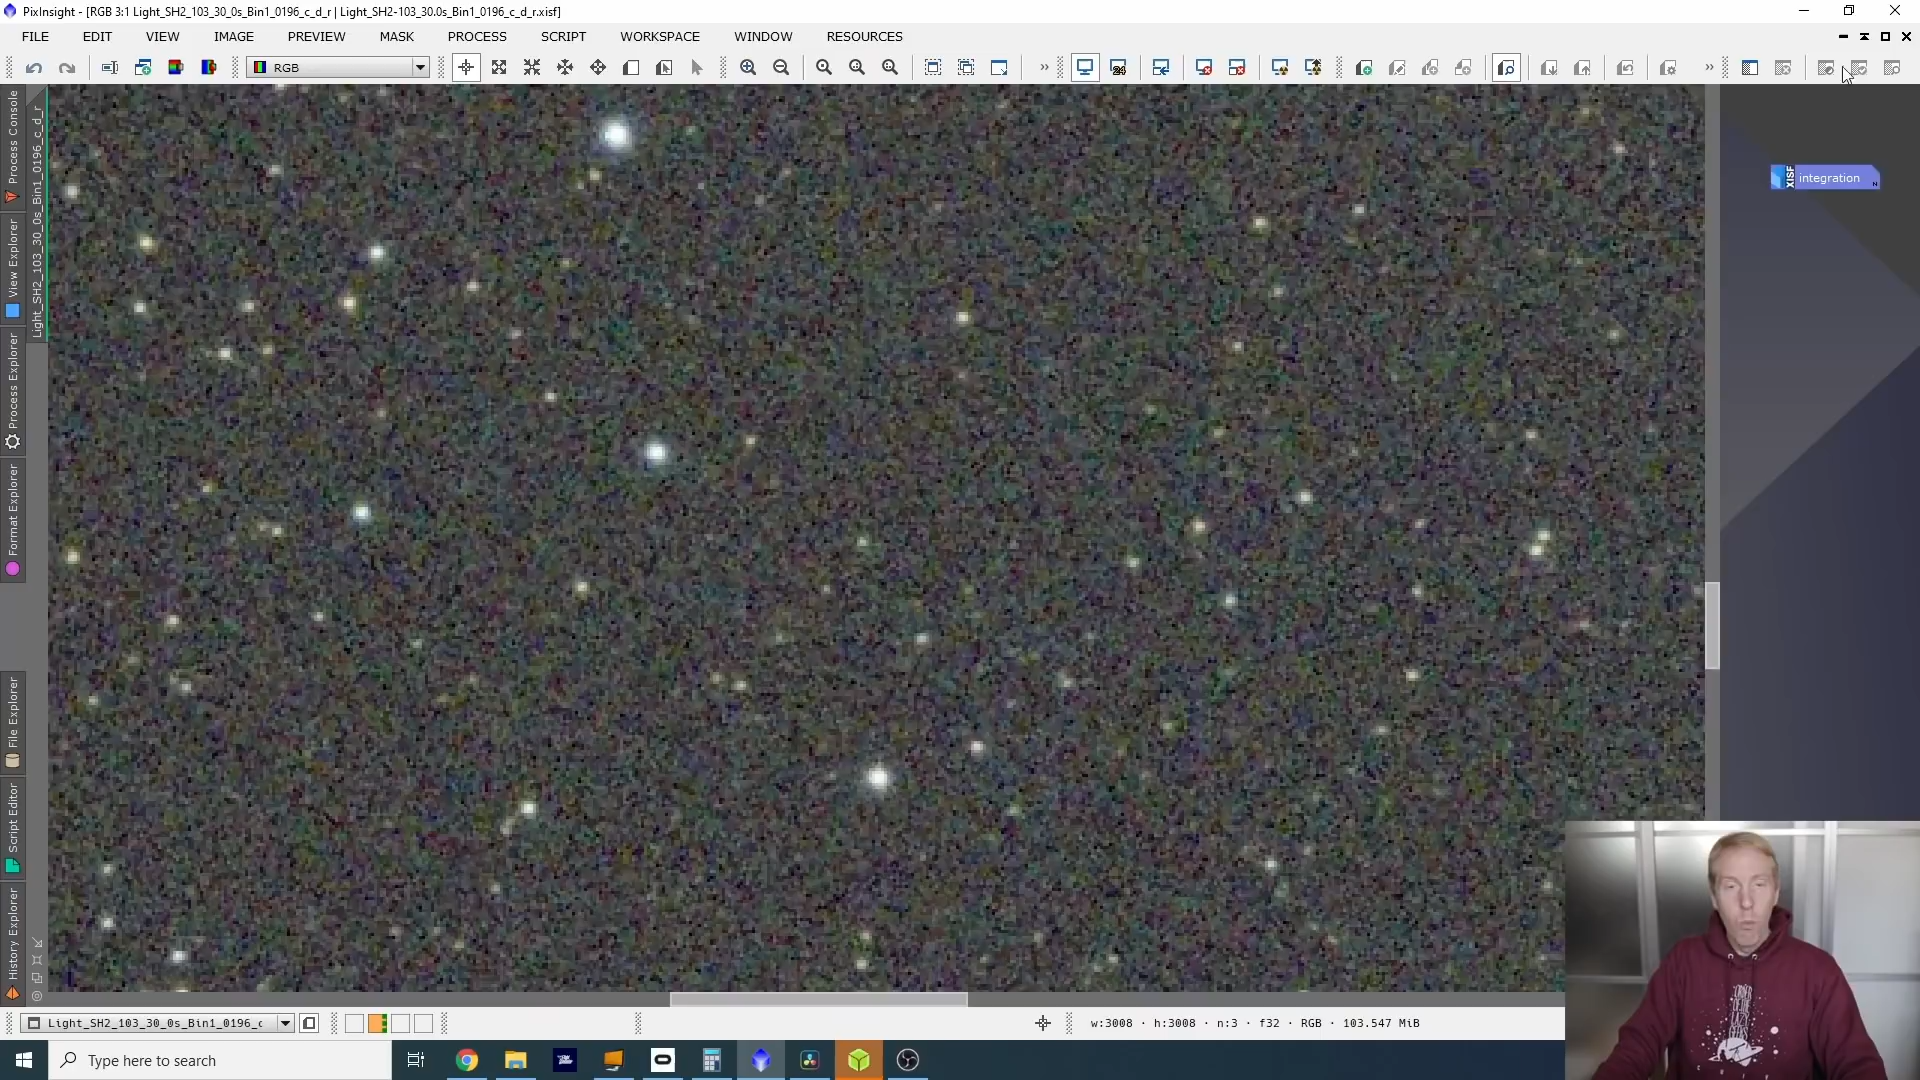 PixInsight - [RGB 3:1 Light_SH2_103_30_0s_Bin1_0196_c_d_r | Light_SH2-103_30.0s_Bin1_0196_c_d_r.xisf]
FILE EDIT VIEW IMAGE PREVIEW MASK PROCESS SCRIPT WORKSPACE WINDOW RESOURCES
RGB
24
Process Console
View Explorer
Process Explorer
Format Explorer
File Explorer
Script Editor
History Explorer
Light_SH2_103_30_0s_Bin1_0196_c_d_r
XISF integration
Light_SH2_103_30_0s_Bin1_0196_c
w:3008 · h:3008 · n:3 · f32 · RGB · 103.547 MiB
Type here to search